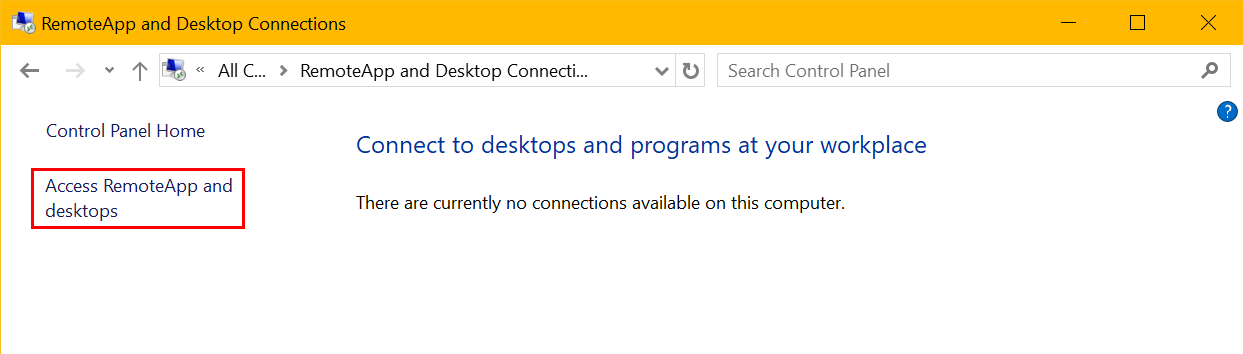 RemoteApp and Desktop Connections
« All C... > RemoteApp and Desktop Connecti...
Search Control Panel
?
Control Panel Home
Access RemoteApp and
desktops
Connect to desktops and programs at your workplace
There are currently no connections available on this computer.